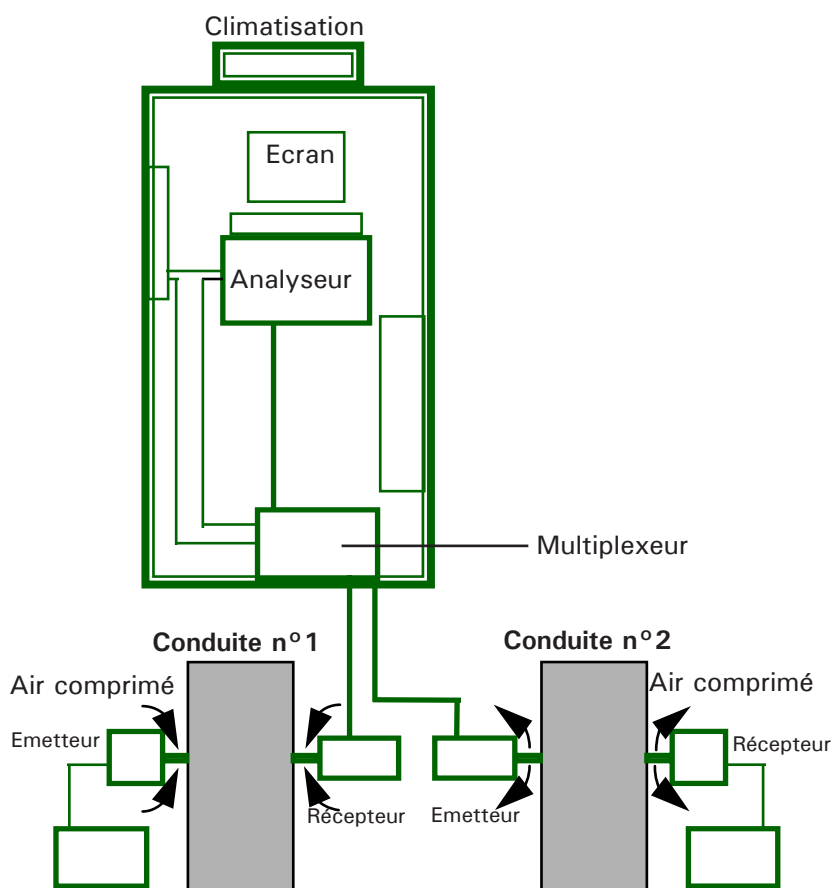 Climatisation
Ecran
Analyseur
Multiplexeur
Conduite n° 1
Conduite n° 2
Air comprimé
Air comprimé
Emetteur
Récepteur
Récepteur
Emetteur